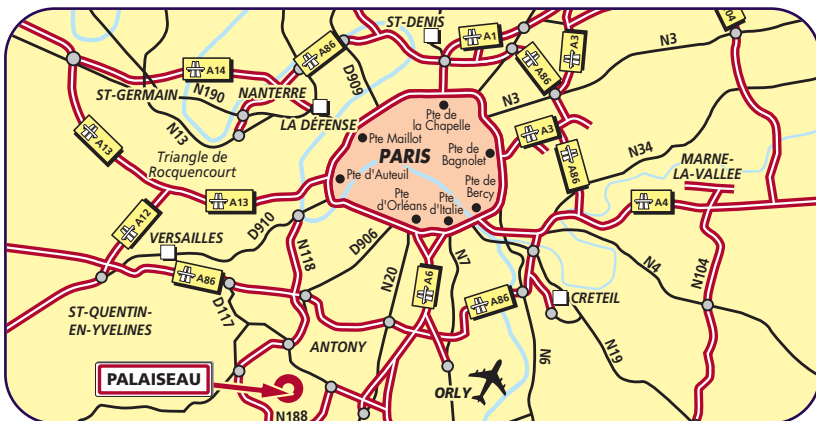 ST-DENIS
A1
A86
A3
N104
N3
A14
A86
D909
A86
ST-GERMAIN
N190
NANTERRE
N3
Pte de
la Chapelle
LA DÉFENSE
N13
A13
Pte Maillot
A3
N34
Triangle de
Rocquencourt
PARIS
Pte de
Bagnolet
A86
MARNE-
LA-VALLEE
Pte d'Auteuil
Pte de
Bercy
A13
Pte
d'Orléans
Pte
d'Italie
A4
A12
D910
VERSAILLES
N118
D906
N7
N4
N104
A86
N20
A6
A86
CRETEIL
ST-QUENTIN-
EN-YVELINES
D117
ANTONY
N19
N6
PALAISEAU
ORLY
N188